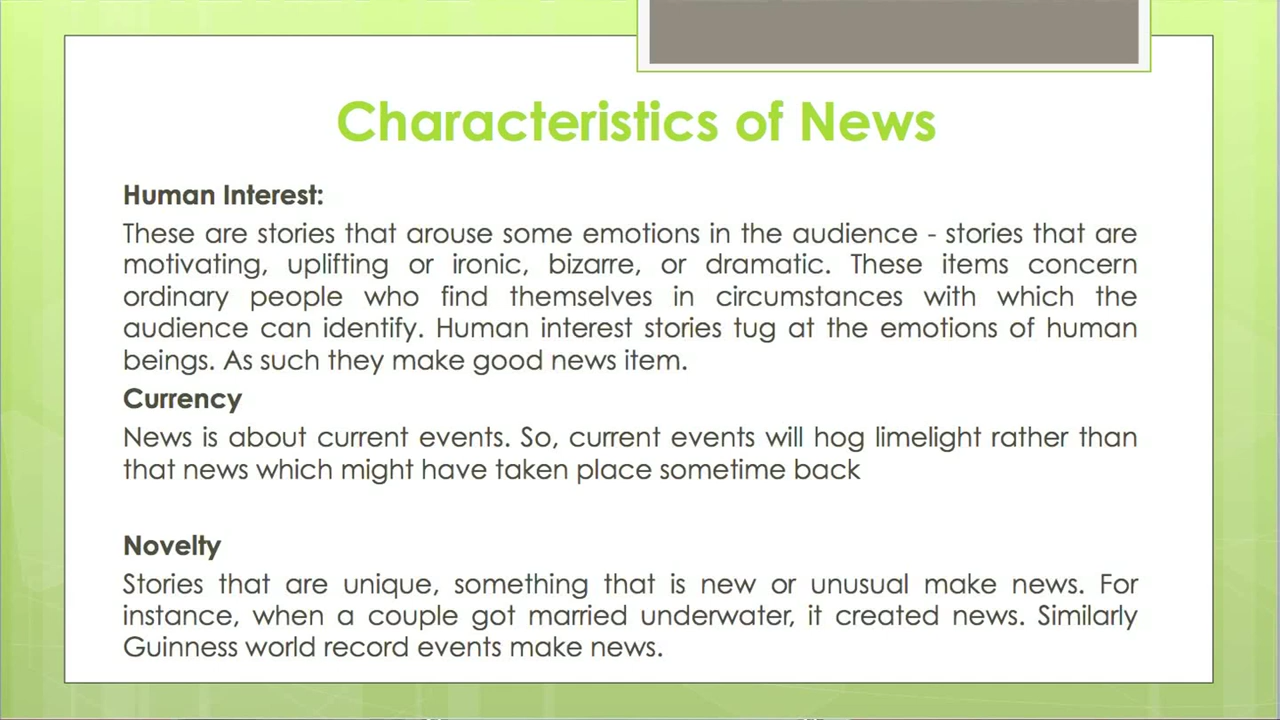 Characteristics of News
Human Interest:
These are stories that arouse some emotions in the audience - stories that are
motivating, uplifting or ironic, bizarre, or dramatic. These items concern
ordinary people who find themselves in circumstances with which the
audience can identify. Human interest stories tug at the emotions of human
beings. As such they make good news item.
Currency
News is about current events. So, current events will hog limelight rather than
that news which might have taken place sometime back
Novelty
Stories that are unique, something that is new or unusual make news. For
instance, when a couple got married underwater, it created news. Similarly
Guinness world record events make news.